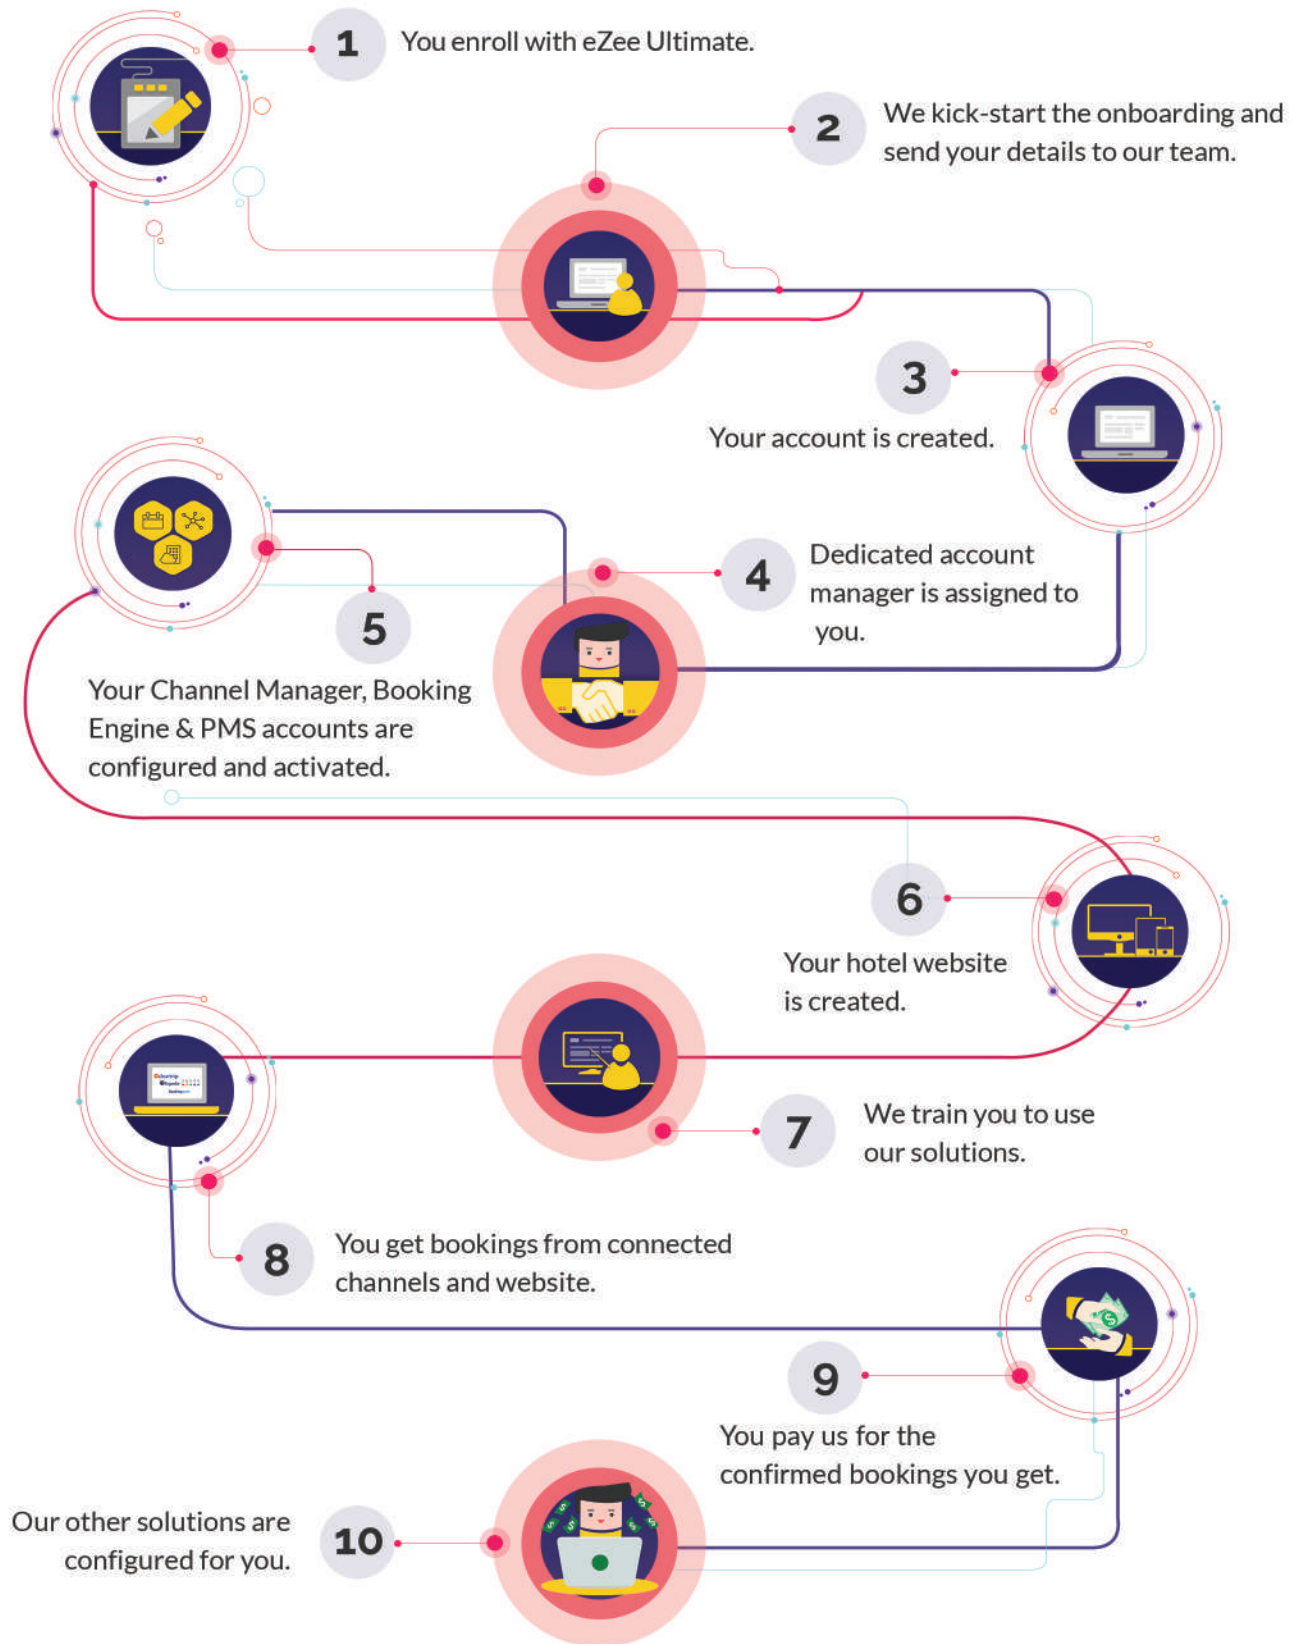 1
You enroll with eZee Ultimate.
2
We kick-start the onboarding and
send your details to our team.
3
Your account is created.
4
Dedicated account
manager is assigned to
you.
5
Your Channel Manager, Booking
Engine & PMS accounts are
configured and activated.
6
Your hotel website
is created.
7
We train you to use
our solutions.
8
You get bookings from connected
channels and website.
9
You pay us for the
confirmed bookings you get.
10
Our other solutions are
configured for you.